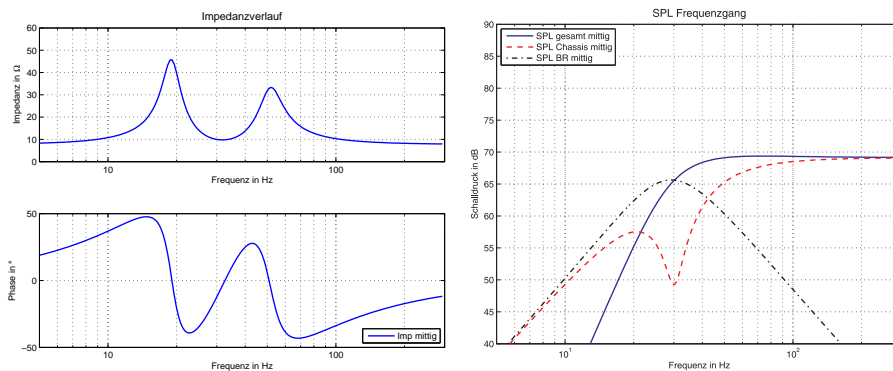 Impedanzverlauf
60
50
40
30
20
10
0
Impedanz in Ω
10
100
Frequenz in Hz
50
0
−50
Phase in °
Imp mittig
10
100
Frequenz in Hz
SPL Frequenzgang
90
85
80
75
70
65
60
55
50
45
40
Schalldruck in dB
SPL gesamt mittig
SPL Chassis mittig
SPL BR mittig
10¹
10²
Frequenz in Hz